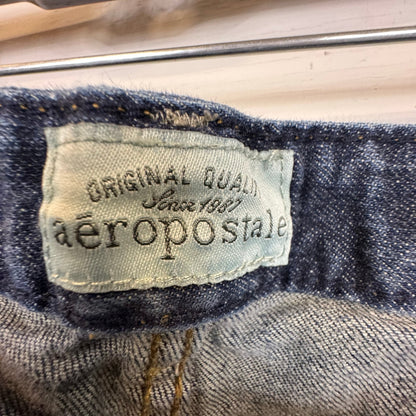 ORIGINAL QUALI
Since 1987
aéropostale